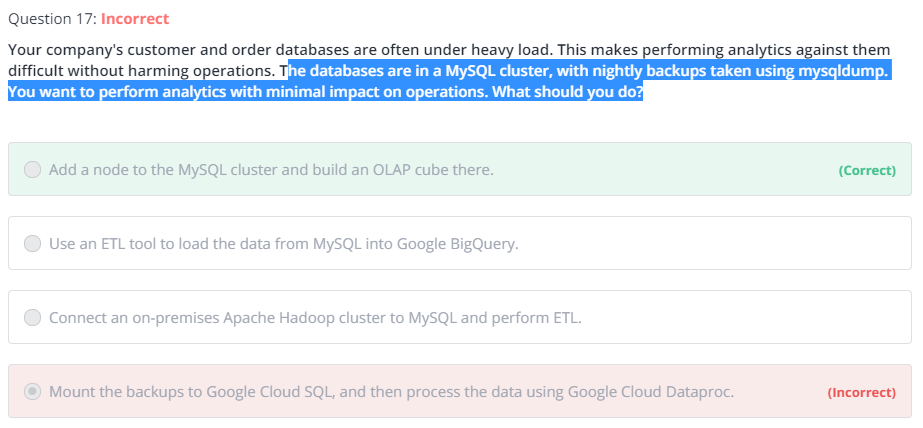 Question 17: Incorrect
Your company's customer and order databases are often under heavy load. This makes performing analytics against them
difficult without harming operations. The databases are in a MySQL cluster, with nightly backups taken using mysqldump.
You want to perform analytics with minimal impact on operations. What should you do?
Add a node to the MySQL cluster and build an OLAP cube there. (Correct)
Use an ETL tool to load the data from MySQL into Google BigQuery.
Connect an on-premises Apache Hadoop cluster to MySQL and perform ETL.
Mount the backups to Google Cloud SQL, and then process the data using Google Cloud Dataproc. (Incorrect)